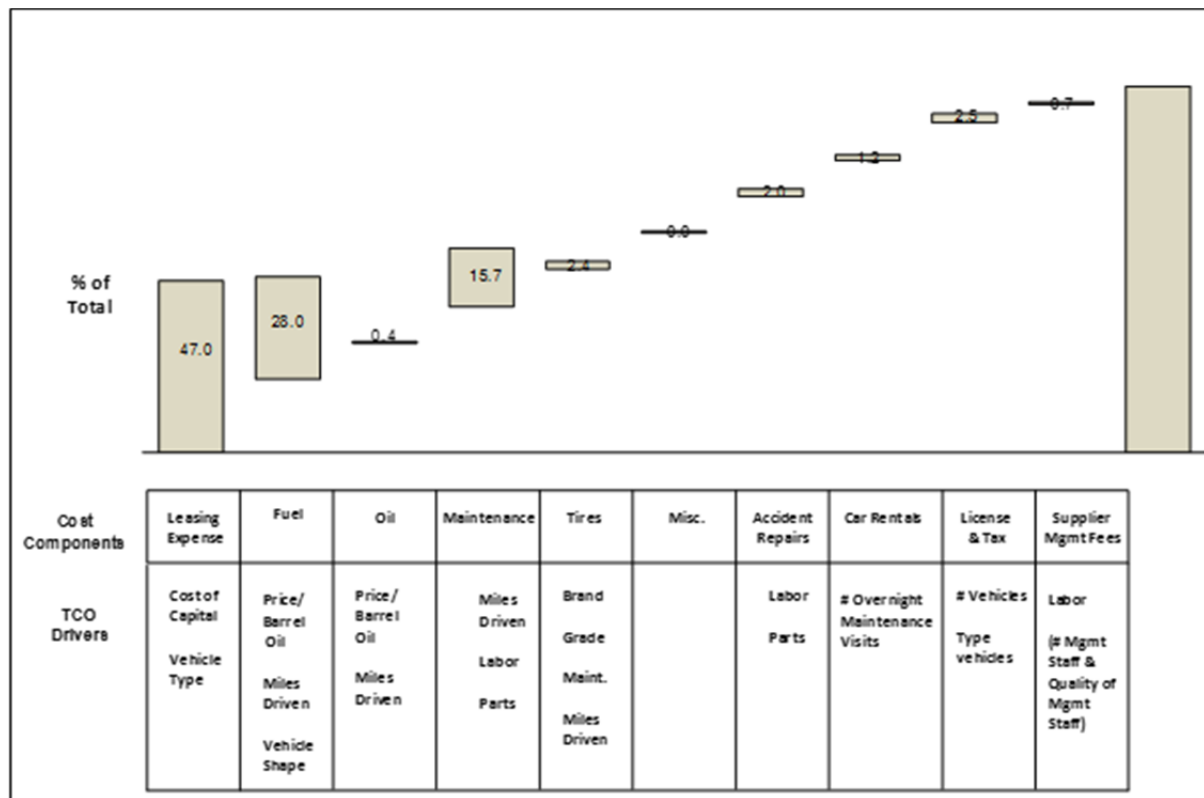 0.7
2.5
1.2
2.0
0.0
2.4
15.7
% of
Total
28.0
0.4
47.0
Cost
Components
Leasing
Expense
Fuel
Oil
Maintenance
Tires
Misc.
Accident
Repairs
Car Rentals
License
& Tax
Supplier
Mgmt Fees
TCO
Drivers
Cost of
Capital
Vehicle
Type
Price/
Barrel
Oil
Miles
Driven
Vehicle
Shape
Price/
Barrel
Oil
Miles
Driven
Miles
Driven
Labor
Parts
Brand
Grade
Maint.
Miles
Driven
Labor
Parts
# Overnight
Maintenance
Visits
# Vehicles
Type
vehicles
Labor
(# Mgmt
Staff &
Quality of
Mgmt
Staff)